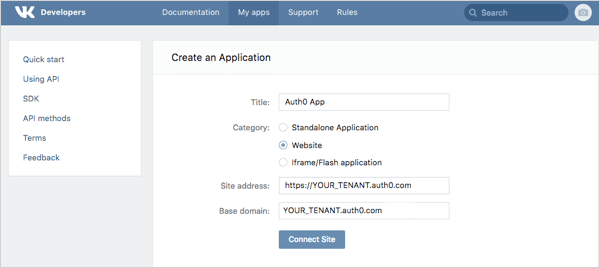 VK Developers Documentation My apps Support Rules Search
Quick start
Using API
SDK
API methods
Terms
Feedback
Create an Application
Title: Auth0 App
Category: Standalone Application
Website
Iframe/Flash application
Site address: https://YOUR_TENANT.auth0.com
Base domain: YOUR_TENANT.auth0.com
Connect Site